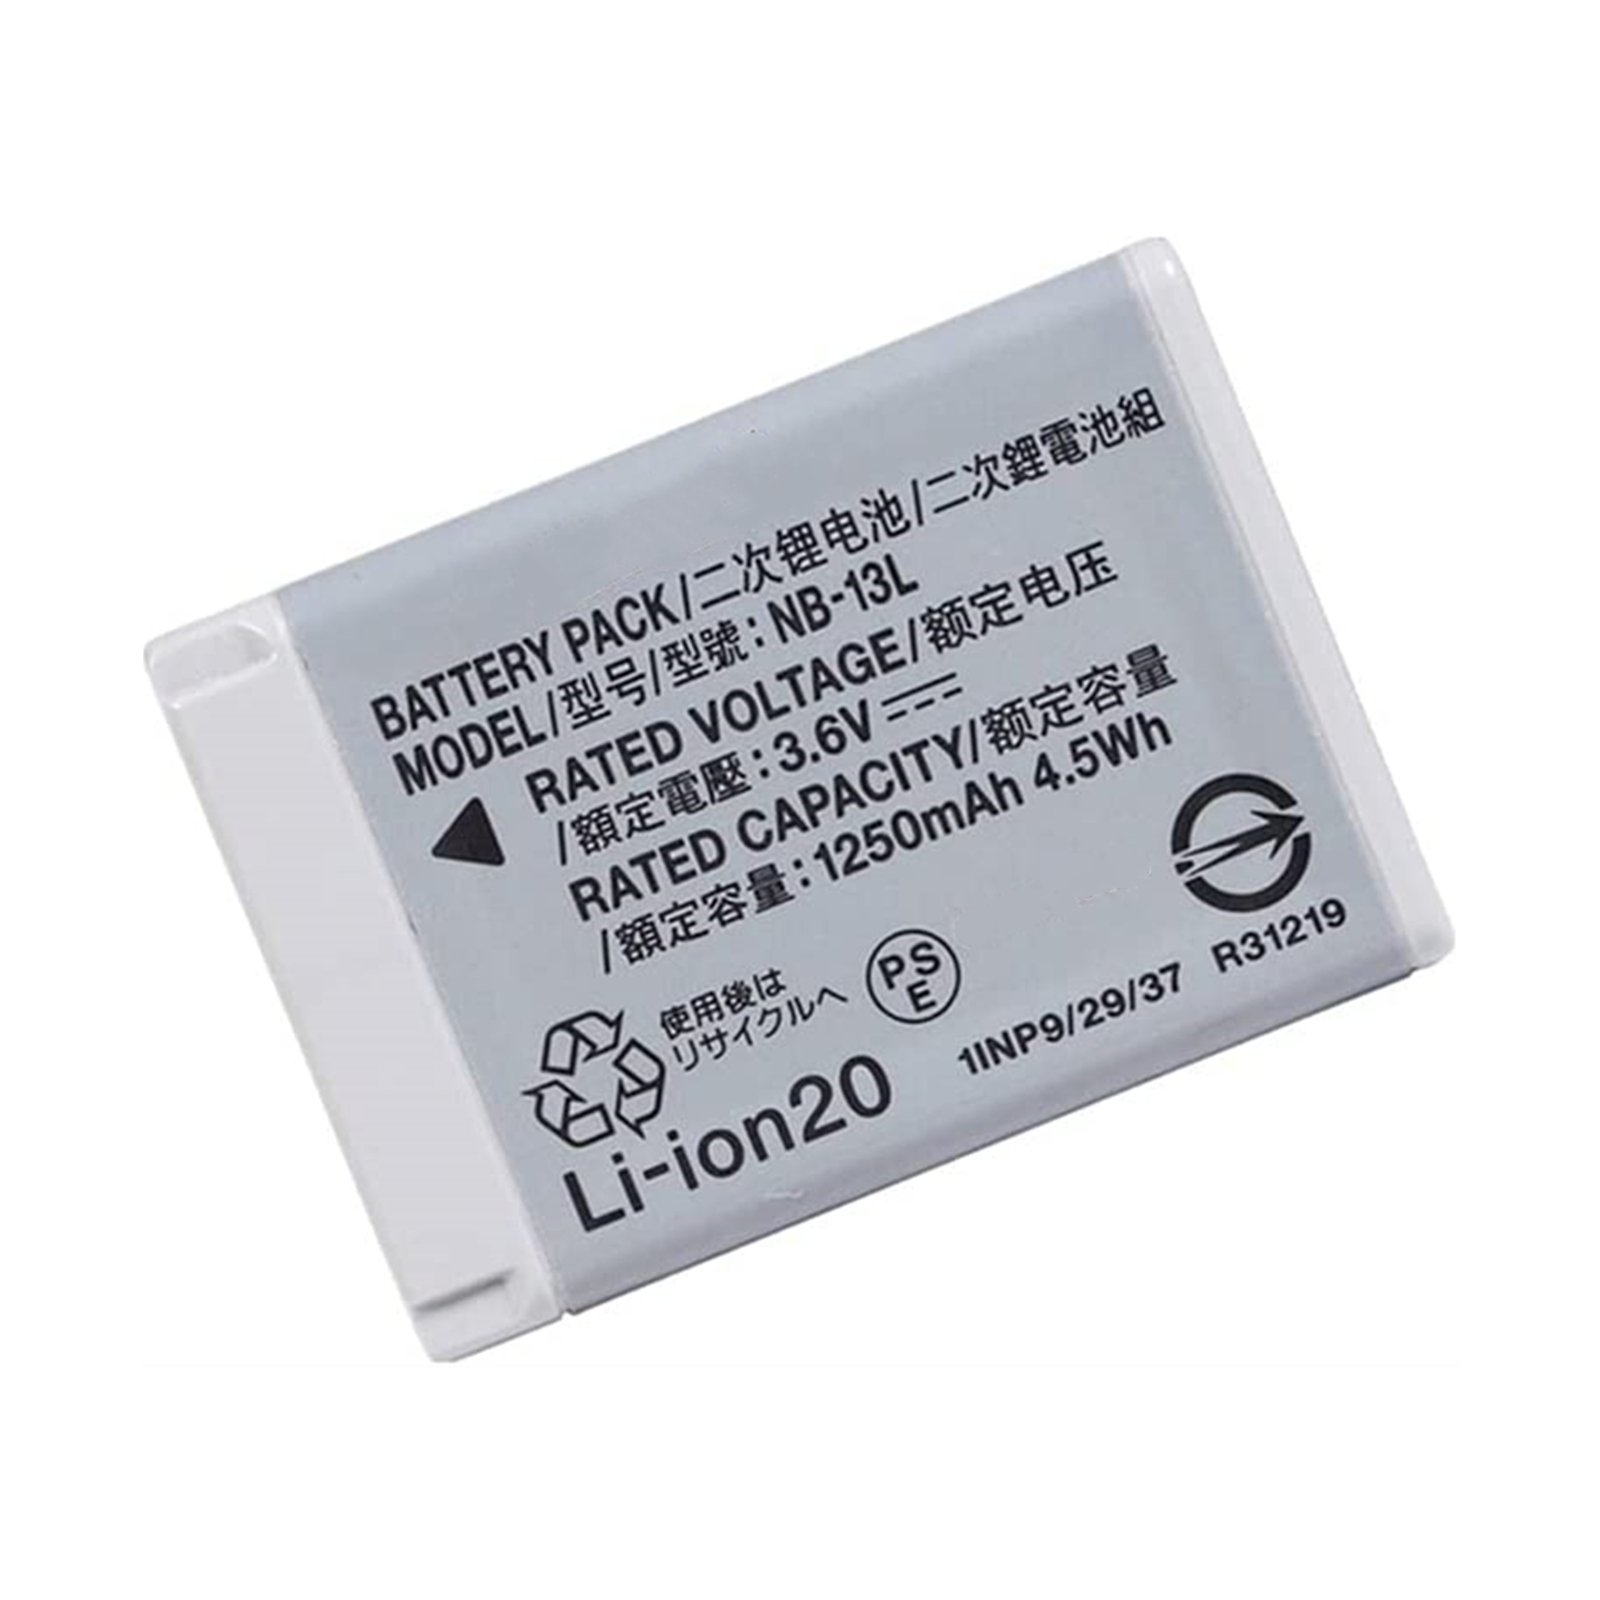 BATTERY PACK/二次锂电池/二次鋰電池組
MODEL/型号/型號:NB-13L
RATED VOLTAGE/额定电压
/額定電壓:3.6V⎓
RATED CAPACITY/额定容量
/額定容量:1250mAh 4.5Wh
使用後は
リサイクルへ
PS
E
R31219
1INP9/29/37
Li-ion20